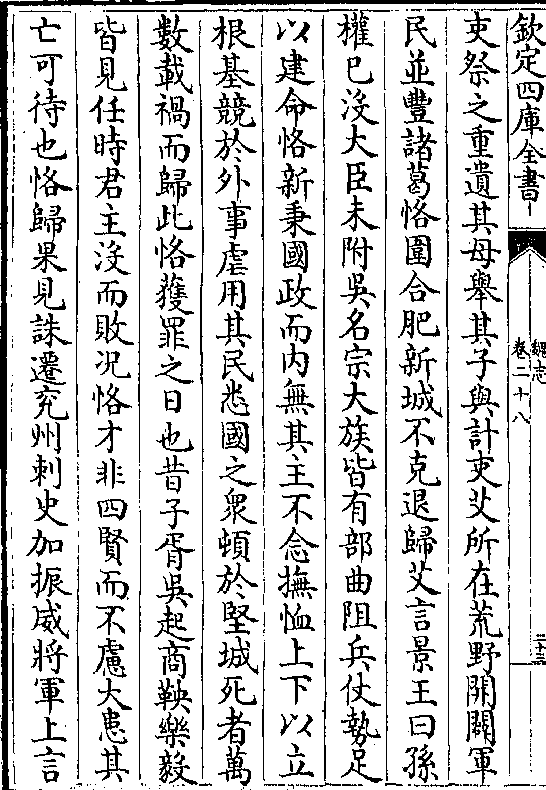 欽定四庫全書
魏志
卷二十八
二十三
吏祭之重遺其母舉其子與計吏艾所在荒野開闢軍
民並豐諸葛恪圍合肥新城不克退歸艾言景王曰孫
權已沒大臣未附吳名宗大族皆有部曲阻兵仗勢足
以建命恪新秉國政而内無其主不念撫恤上下以立
根基競於外事虐用其民悉國之衆頓於堅城死者萬
數載禍而歸此恪獲罪之日也昔子胥吳起商鞅樂毅
皆見任時君主沒而敗况恪才非四賢而不慮大患其
亡可待也恪歸果見誅遷兖州刺史加振威將軍上言